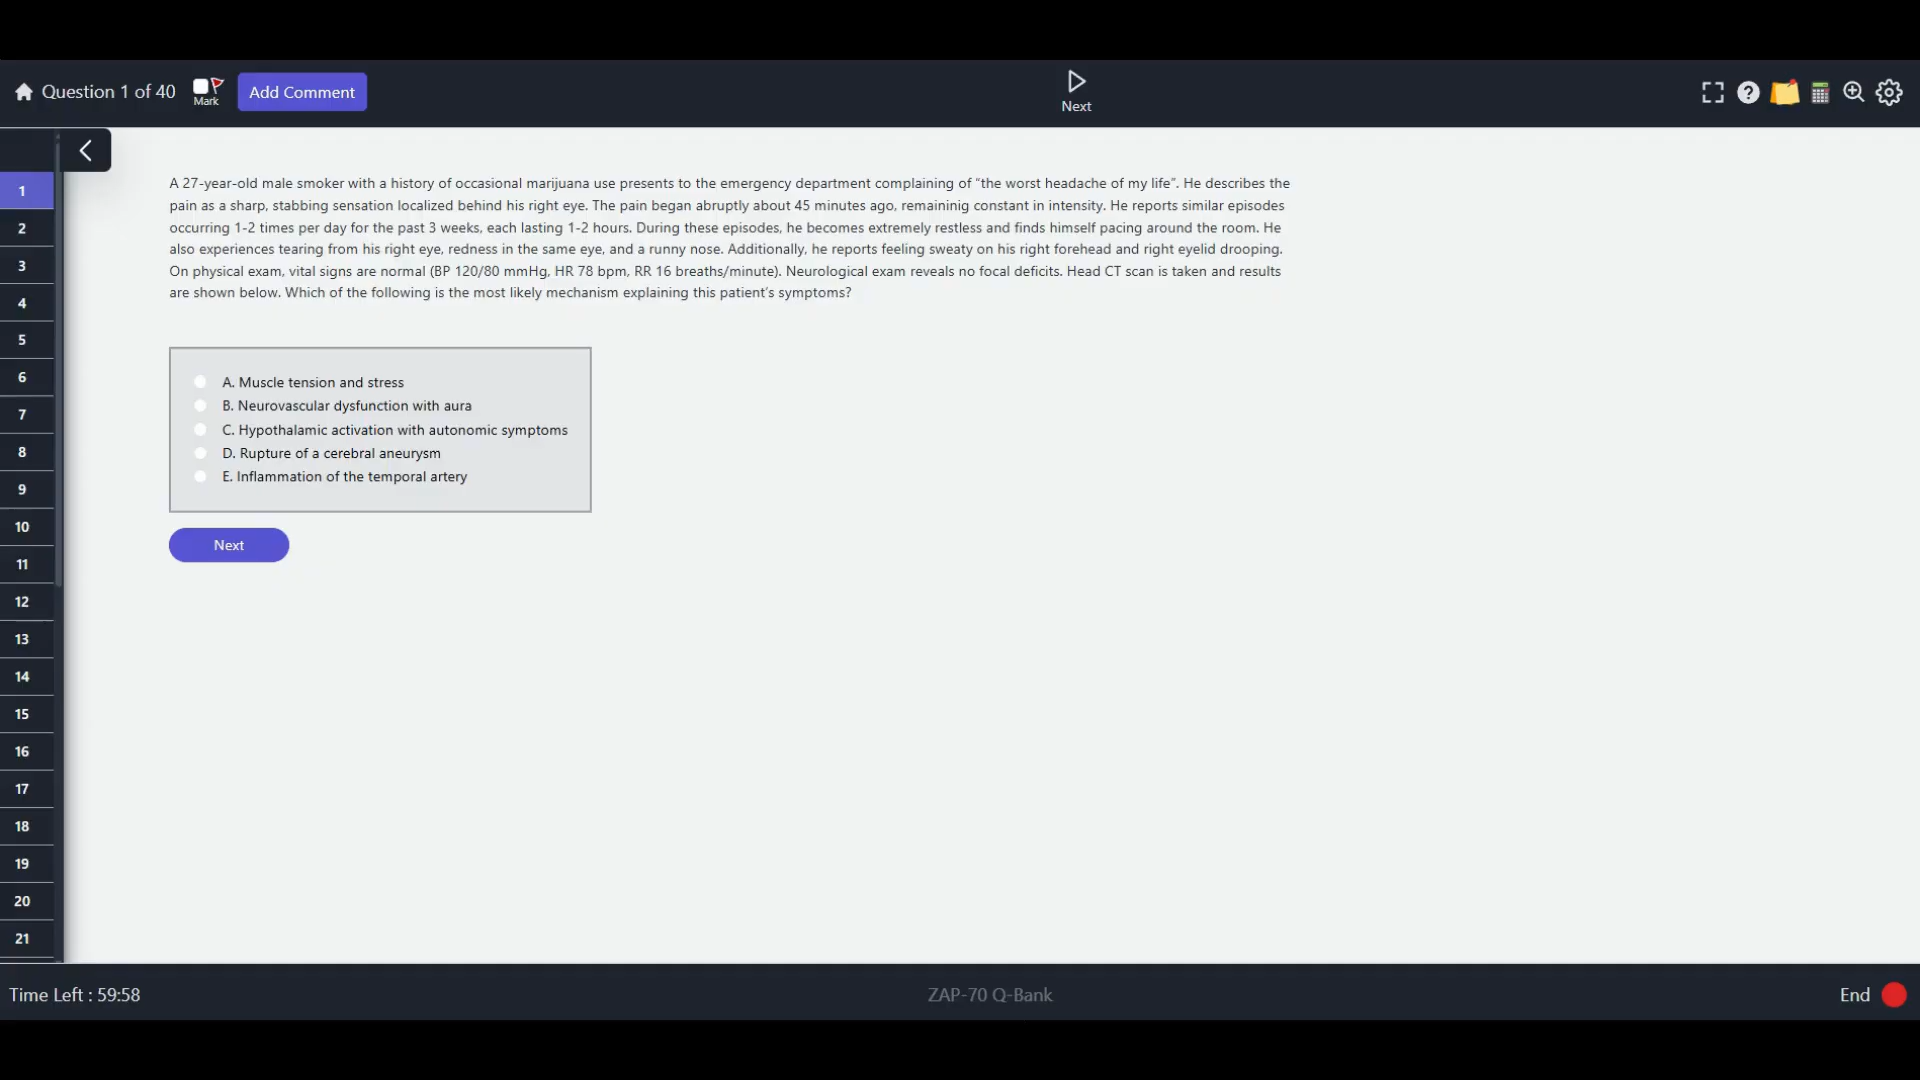 Question 1 of 40
Mark
Add Comment
Next
1
2
3
4
5
6
7
8
9
10
11
12
13
14
15
16
17
18
19
20
21
A 27-year-old male smoker with a history of occasional marijuana use presents to the emergency department complaining of “the worst headache of my life”. He describes the
pain as a sharp, stabbing sensation localized behind his right eye. The pain began abruptly about 45 minutes ago, remaininig constant in intensity. He reports similar episodes
occurring 1-2 times per day for the past 3 weeks, each lasting 1-2 hours. During these episodes, he becomes extremely restless and finds himself pacing around the room. He
also experiences tearing from his right eye, redness in the same eye, and a runny nose. Additionally, he reports feeling sweaty on his right forehead and right eyelid drooping.
On physical exam, vital signs are normal (BP 120/80 mmHg, HR 78 bpm, RR 16 breaths/minute). Neurological exam reveals no focal deficits. Head CT scan is taken and results
are shown below. Which of the following is the most likely mechanism explaining this patient’s symptoms?
A. Muscle tension and stress
B. Neurovascular dysfunction with aura
C. Hypothalamic activation with autonomic symptoms
D. Rupture of a cerebral aneurysm
E. Inflammation of the temporal artery
Next
Time Left : 59:58
ZAP-70 Q-Bank
End